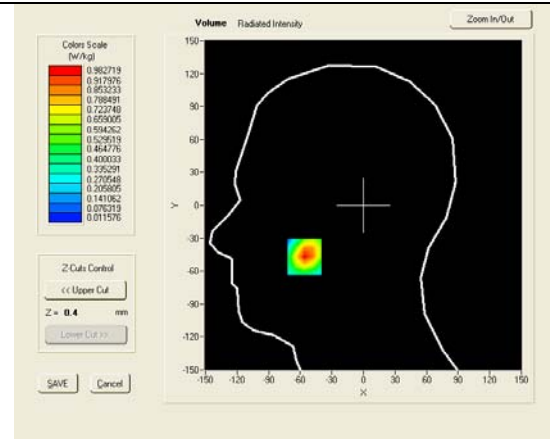 Volume Radiated Intensity
Zoom In/Out
Colors Scale
(W/kg)
0.982719
0.917976
0.853233
0.788491
0.723748
0.659005
0.594262
0.529519
0.464776
0.400033
0.335291
0.270548
0.205805
0.141062
0.076319
0.011576
Z Cuts Control
<< Upper Cut
Z = 0.4 mm
Lower Cut >>
SAVE Cancel
150
120
90
60
30
0
-30
-60
-90
-120
-150
Y
-150 -120 -90 -60 -30 0 30 60 90 120 150
X